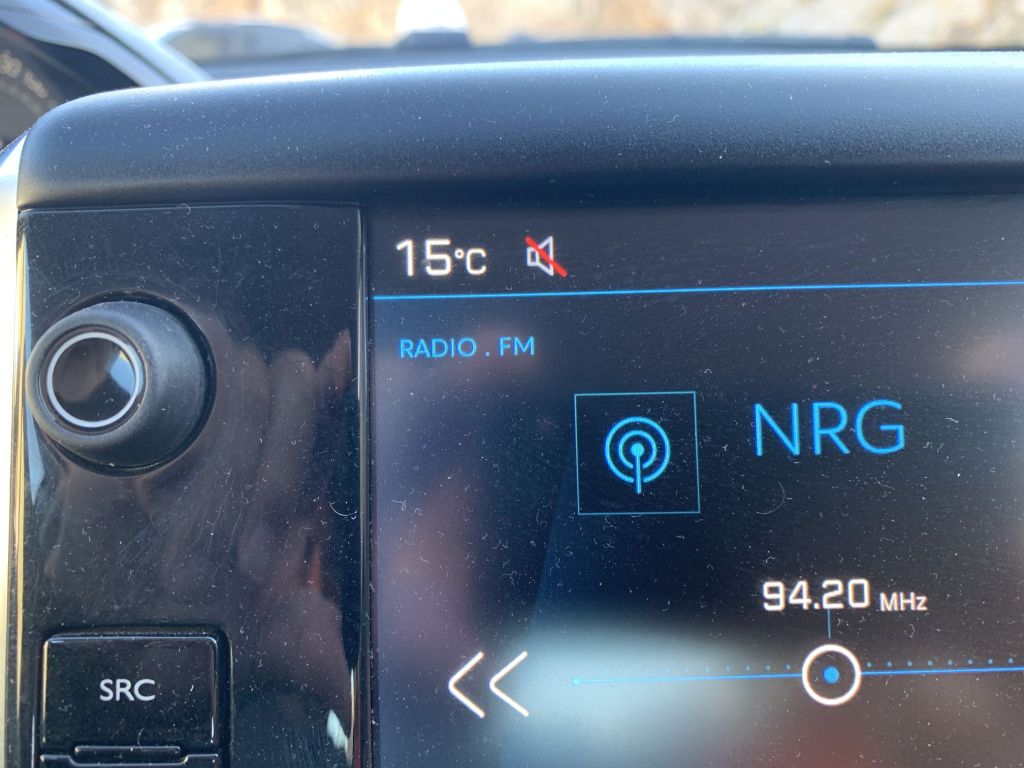 15°C
RADIO . FM
NRG
94.20 MHz
SRC